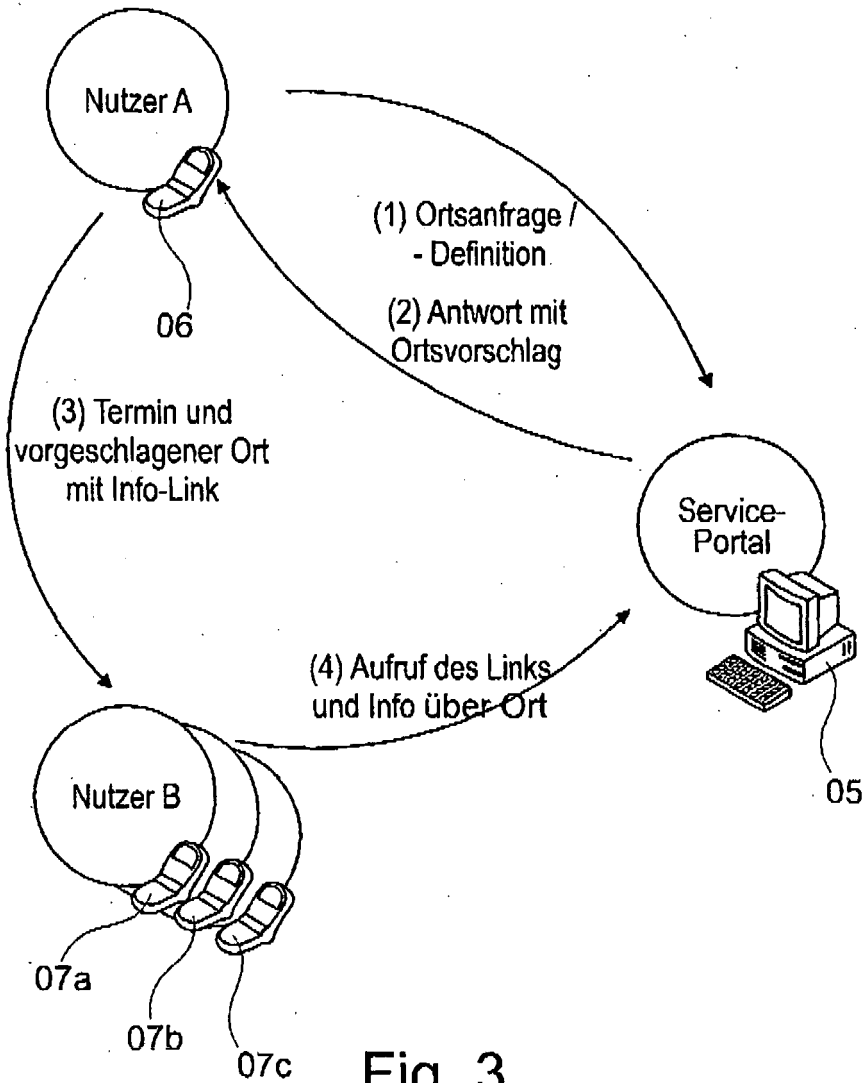 Nutzer A
(1) Ortsanfrage /
- Definition
(2) Antwort mit
Ortsvorschlag
06
(3) Termin und
vorgeschlagener Ort
mit Info-Link
Service-
Portal
(4) Aufruf des Links
und Info über Ort
05
Nutzer B
07a
07b
07c
Fig. 3